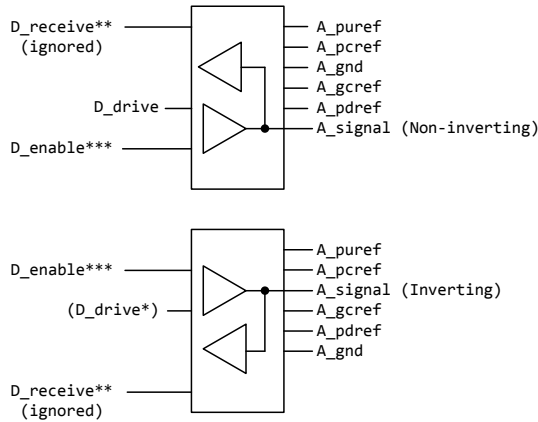 D_receive** A_puref
(ignored) A_pcref
A_gnd
A_gcref
D_drive A_pdref
A_signal (Non-inverting)
D_enable***
A_puref
D_enable*** A_pcref
A_signal (Inverting)
(D_drive*) A_gcref
A_pdref
A_gnd
D_receive**
(ignored)